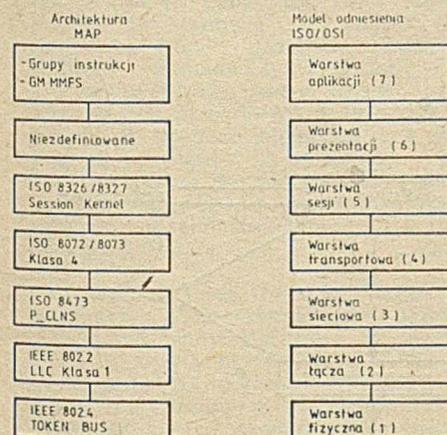 Architektura
MAP
- Grupy instrukcji
- GM MMFS
Niezdefiniowane
ISO 8326/8327
Session Kernel
ISO 8072/8073
Klasa 4
ISO 8473
P_CLNS
IEEE 802.2
LLC Klasa 1
IEEE 802.4
TOKEN BUS
Model odniesienia
ISO/OSI
Warstwa
aplikacji (7)
Warstwa
prezentacji (6)
Warstwa
sesji (5)
Warstwa
transportowa (4)
Warstwa
sieciowa (3)
Warstwa
łącza (2)
Warstwa
fizyczna (1)